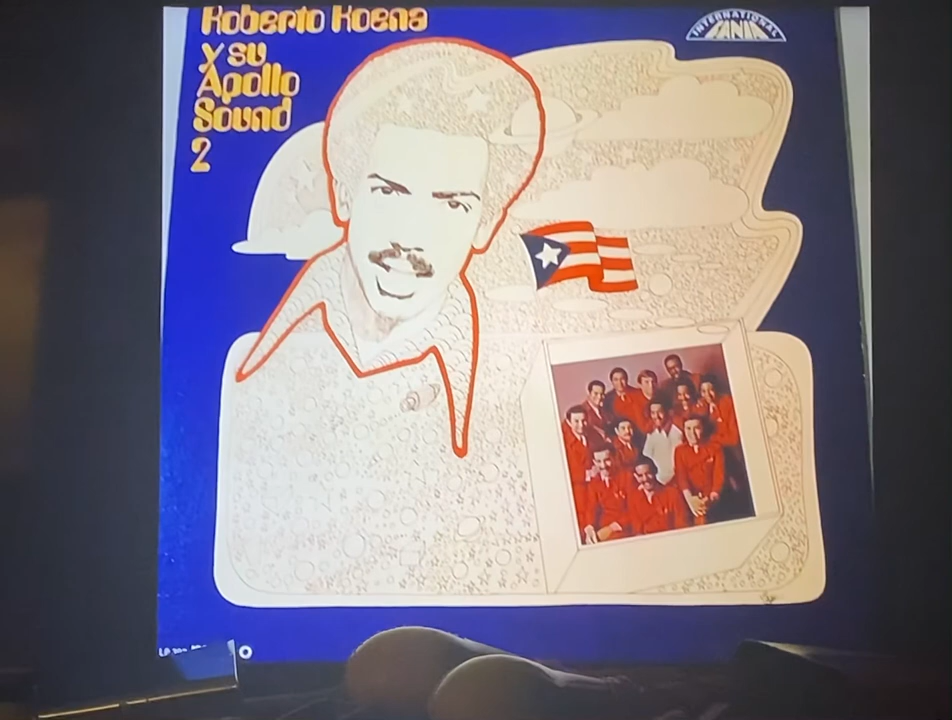 Roberto Roena
y su
Apollo
Sound
2
INTERNATIONAL
FANIA